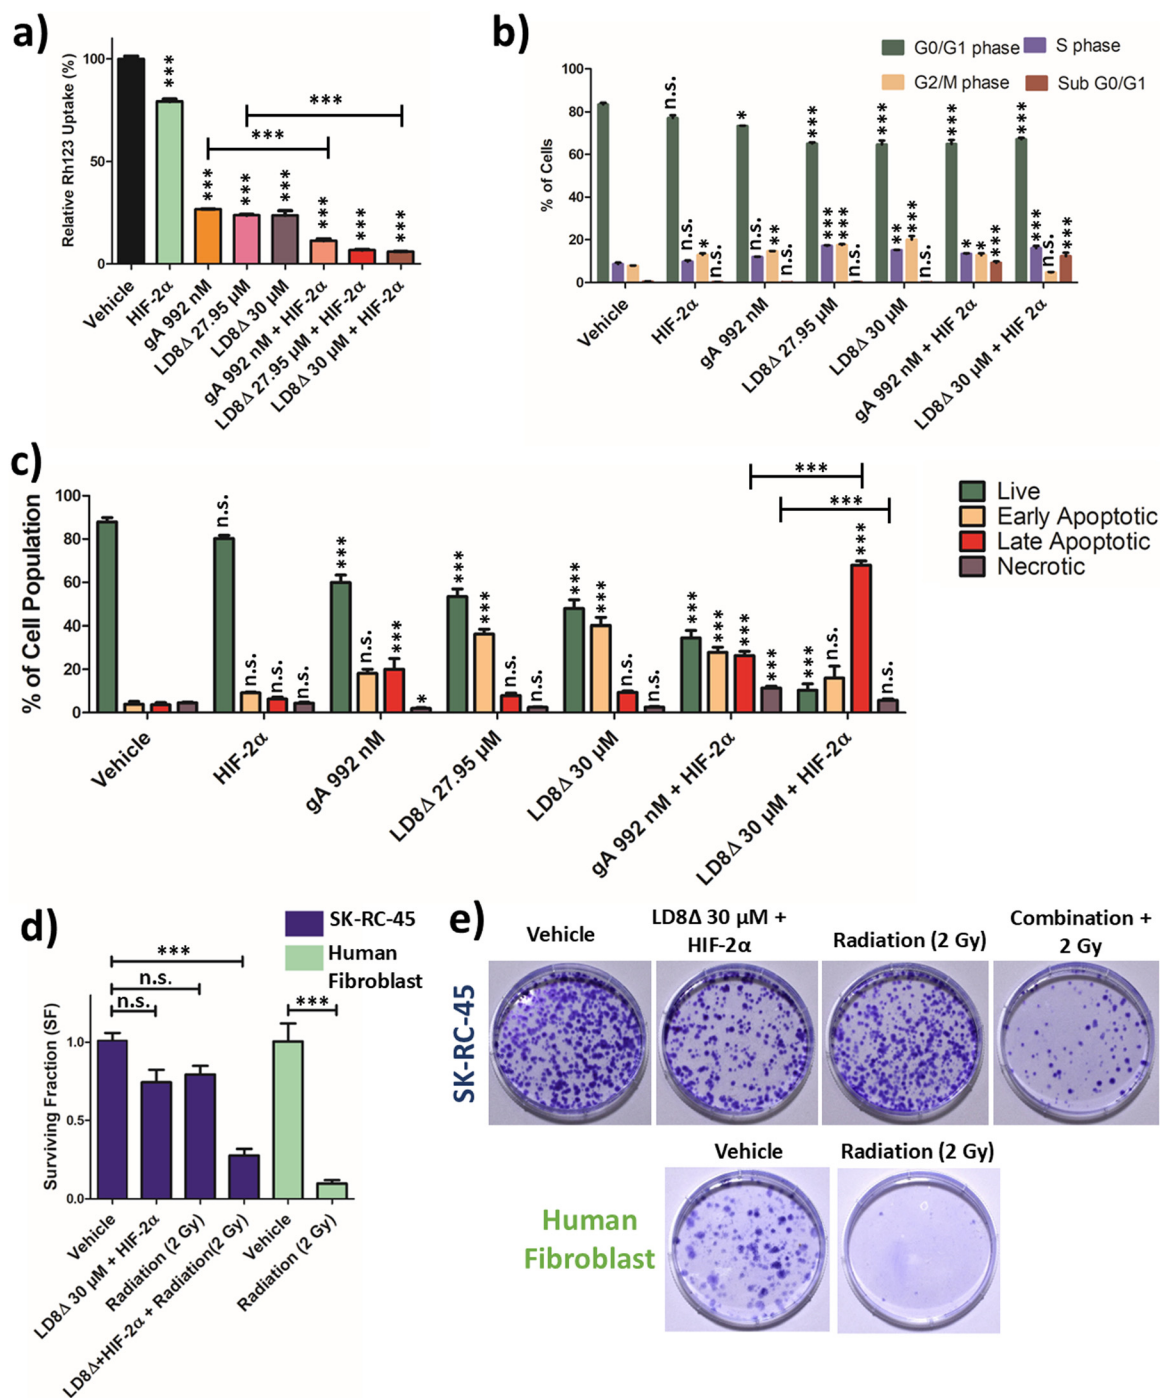 a)
Relative Rh123 Uptake (%)
100
50
0
***
***
***
***
***
***
***
***
***
Vehicle
HIF-2α
gA 992 nM
LD8Δ 27.95 µM
LD8Δ 30 µM
gA 992 nM + HIF-2α
LD8Δ 27.95 µM + HIF-2α
LD8Δ 30 µM + HIF-2α
b)
G0/G1 phase
S phase
G2/M phase
Sub G0/G1
% of Cells
100
80
60
40
20
0
n.s.
n.s.
*
n.s.
*
n.s.
**
n.s.
***
***
***
n.s.
***
**
***
n.s.
***
*
**
***
***
***
n.s.
***
Vehicle
HIF-2α
gA 992 nM
LD8Δ 27.95 µM
LD8Δ 30 µM
gA 992 nM + HIF 2α
LD8Δ 30 µM + HIF 2α
c)
% of Cell Population
100
80
60
40
20
0
***
***
Live
Early Apoptotic
Late Apoptotic
Necrotic
n.s.
n.s.
n.s.
n.s.
***
n.s.
***
*
***
***
n.s.
n.s.
***
***
n.s.
n.s.
***
***
***
***
***
n.s.
***
n.s.
Vehicle
HIF-2α
gA 992 nM
LD8Δ 27.95 µM
LD8Δ 30 µM
gA 992 nM + HIF-2α
LD8Δ 30 µM + HIF-2α
d)
SK-RC-45
Human
Fibroblast
Surviving Fraction (SF)
1.0
0.5
0.0
***
n.s.
n.s.
***
Vehicle
LD8Δ 30 µM + HIF-2α
Radiation (2 Gy)
LD8Δ+HIF-2α + Radiation(2 Gy)
Vehicle
Radiation (2 Gy)
e)
Vehicle
LD8Δ 30 µM +
HIF-2α
Radiation (2 Gy)
Combination +
2 Gy
SK-RC-45
Vehicle
Radiation (2 Gy)
Human
Fibroblast